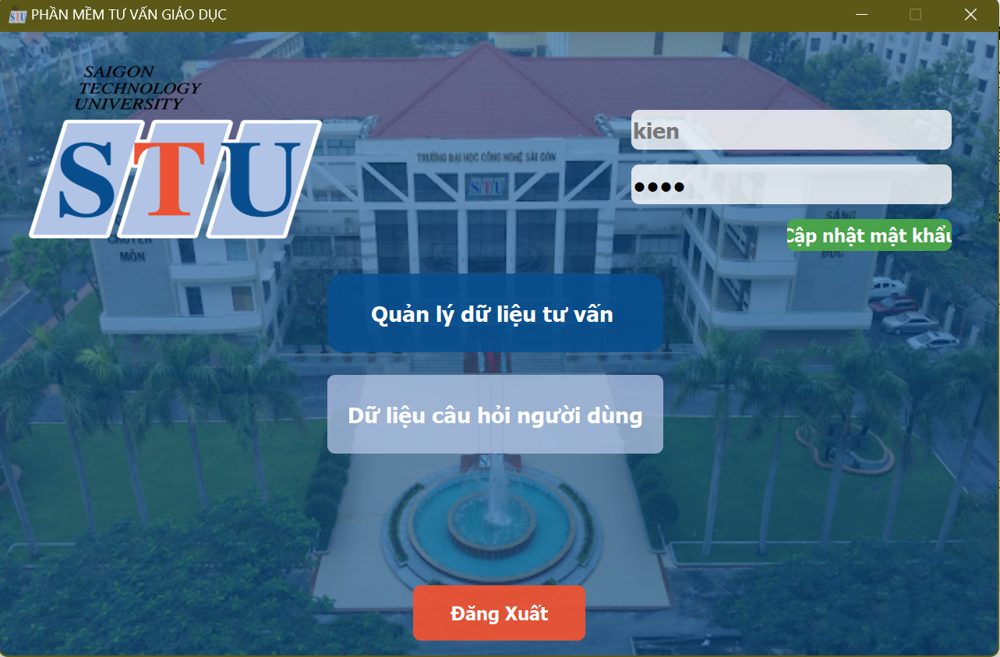 PHẦN MỀM TƯ VẤN GIÁO DỤC
SAIGON
TECHNOLOGY
UNIVERSITY
STU
kien
TRƯỜNG ĐẠI HỌC CÔNG NGHỆ SÀI GÒN
STU
CHUYÊN
MÔN
SÁNG
ĐỨC
Cập nhật mật khẩu
Quản lý dữ liệu tư vấn
Dữ liệu câu hỏi người dùng
Đăng Xuất